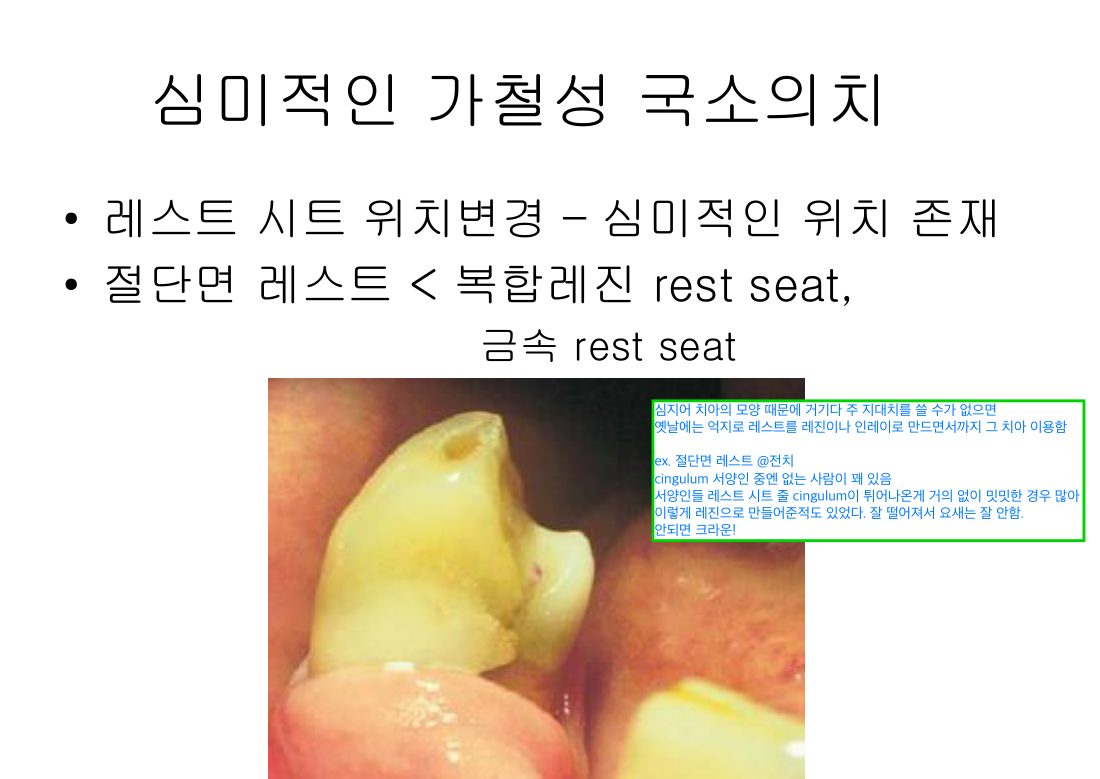 심미적인 가철성 국소의치
• 레스트 시트 위치변경 – 심미적인 위치 존재
• 절단면 레스트 < 복합레진 rest seat,
금속 rest seat
심지어 치아의 모양 때문에 거기다 주 지대치를 쓸 수가 없으면
옛날에는 억지로 레스트를 레진이나 인레이로 만드면서까지 그 치아 이용함
ex. 절단면 레스트 @전치
cingulum 서양인 중엔 없는 사람이 꽤 있음
서양인들 레스트 시트 줄 cingulum이 튀어나온게 거의 없이 밋밋한 경우 많아
이렇게 레진으로 만들어준적도 있었다. 잘 떨어져서 요새는 잘 안함.
안되면 크라운!